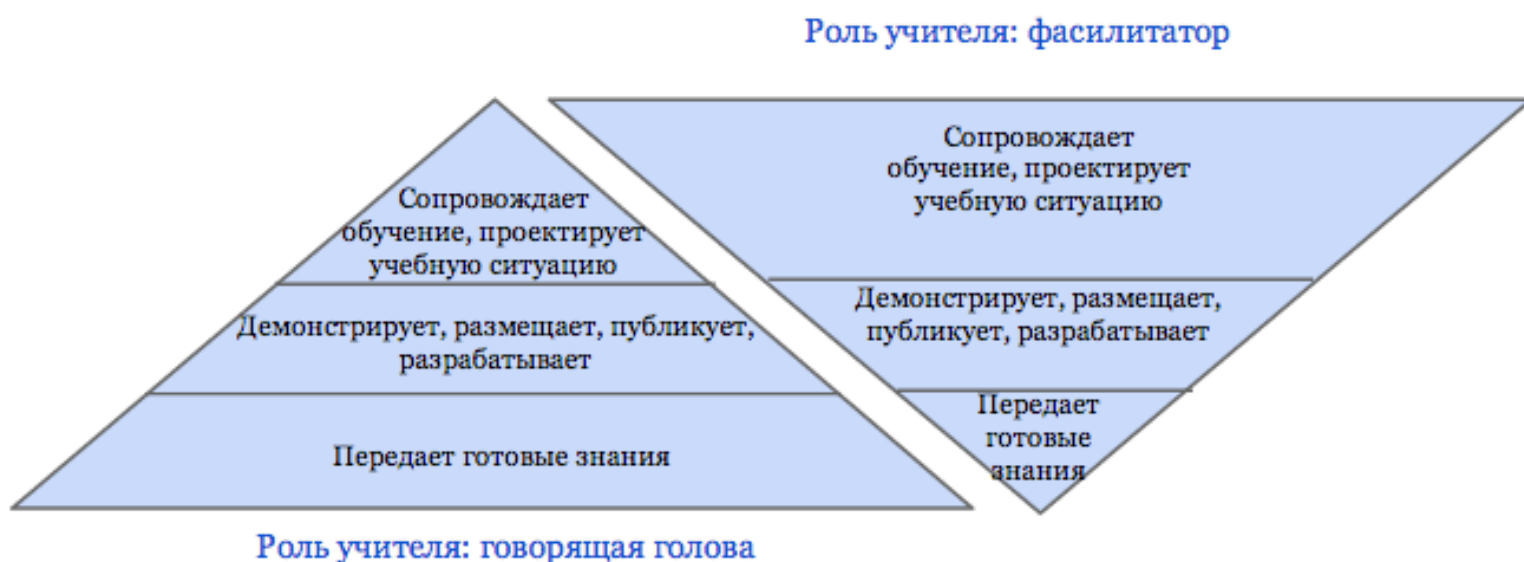 Роль учителя: фасилитатор
Сопровождает
обучение, проектирует
учебную ситуацию
Демонстрирует, размещает, публикует,
разрабатывает
Передает готовые знания
Роль учителя: говорящая голова
Сопровождает
обучение, проектирует
учебную ситуацию
Демонстрирует, размещает,
публикует, разрабатывает
Передает
готовые
знания